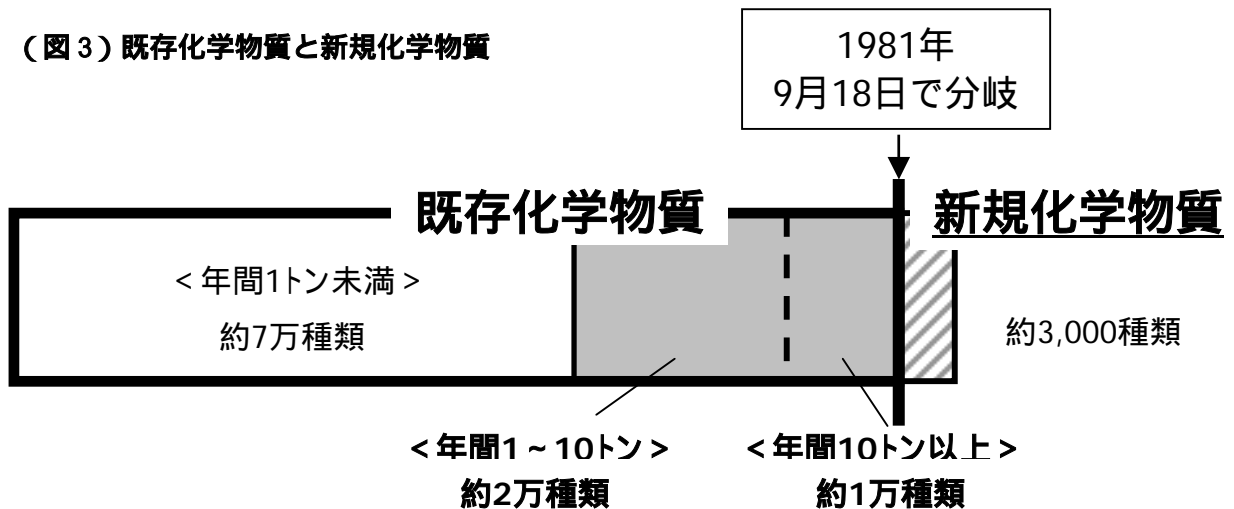 （図３）既存化学物質と新規化学物質
1981年
9月18日で分岐
既存化学物質
新規化学物質
＜年間1トン未満＞
約7万種類
約3,000種類
＜年間1～10トン＞
約2万種類
＜年間10トン以上＞
約1万種類